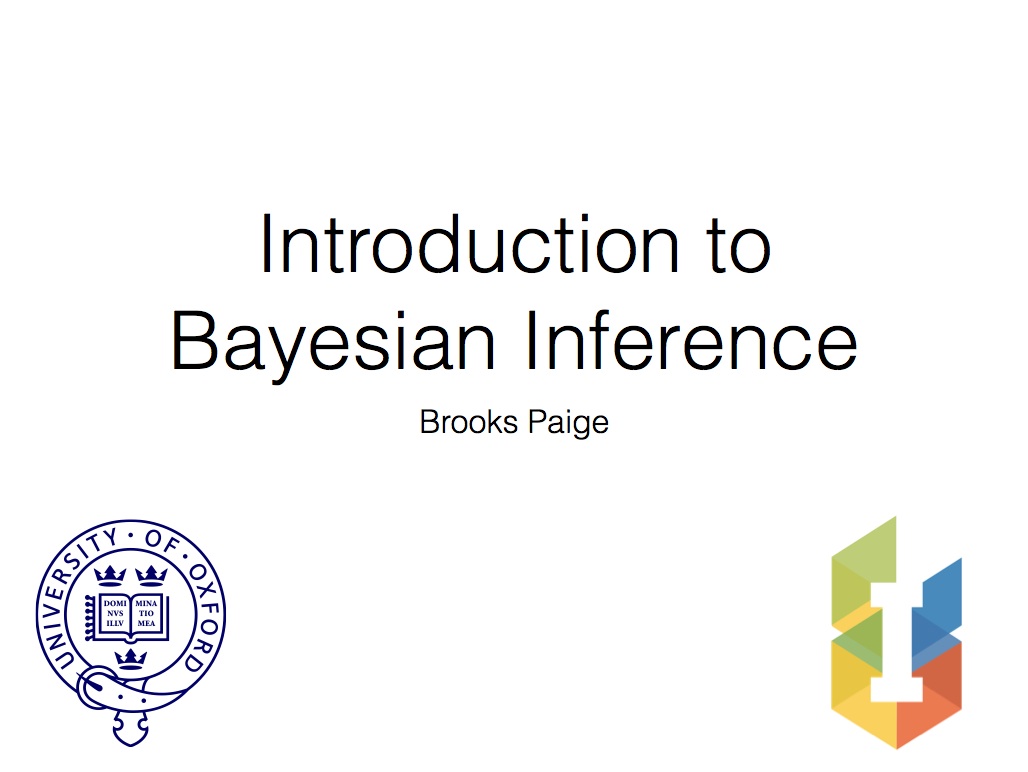 Introduction to
Bayesian Inference
Brooks Paige
UNIVERSITY · OF · OXFORD
DOMI MINA
NVS TIO
ILLV MEA
I